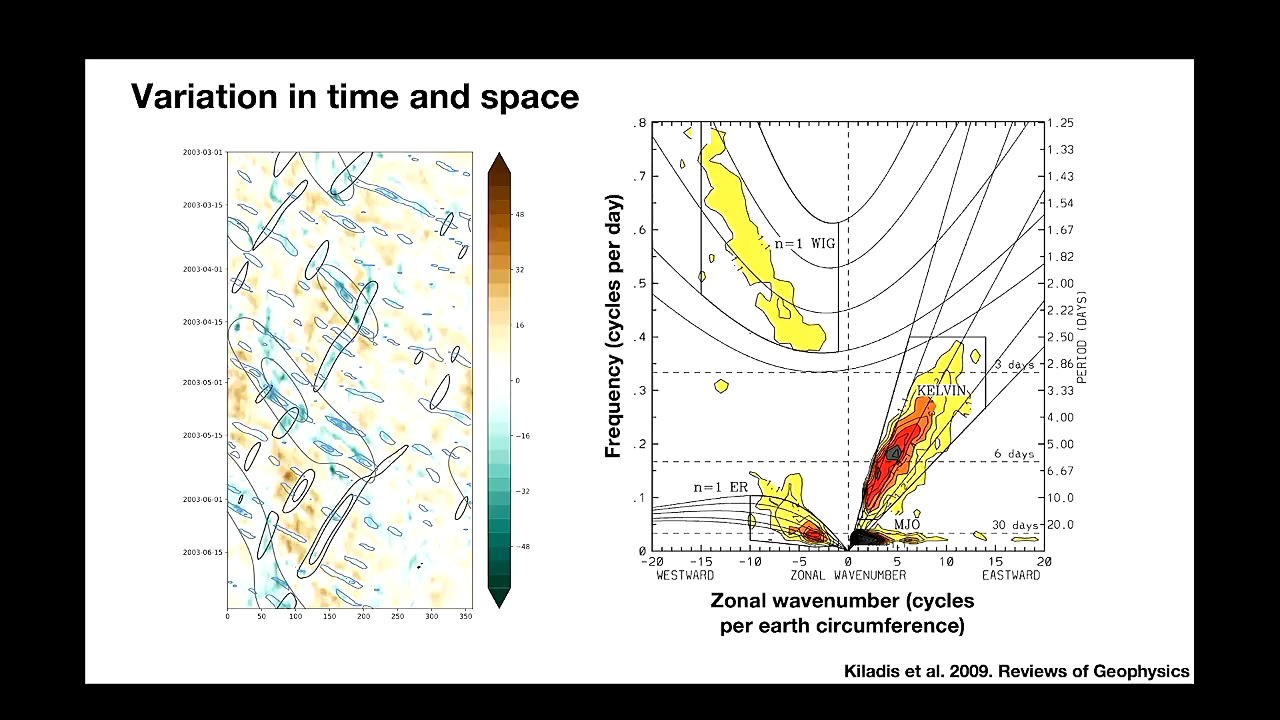 Variation in time and space
2003-03-01
2003-03-15
2003-04-01
2003-04-15
2003-05-01
2003-05-15
2003-06-01
2003-06-15
0 50 100 150 200 250 300 350
48
32
16
0
−16
−32
−48
Frequency (cycles per day)
.8
.7
.6
.5
.4
.3
.2
.1
0
n=1 WIG
KELVIN
n=1 ER
MJO
3 days
6 days
30 days
1.25
1.33
1.43
1.54
1.67
1.82
2.00
2.22
2.50
2.86
3.33
4.00
5.00
6.67
10.0
20.0
PERIOD (DAYS)
-20 -15 -10 -5 0 5 10 15 20
WESTWARD ZONAL WAVENUMBER EASTWARD
Zonal wavenumber (cycles
per earth circumference)
Kiladis et al. 2009. Reviews of Geophysics